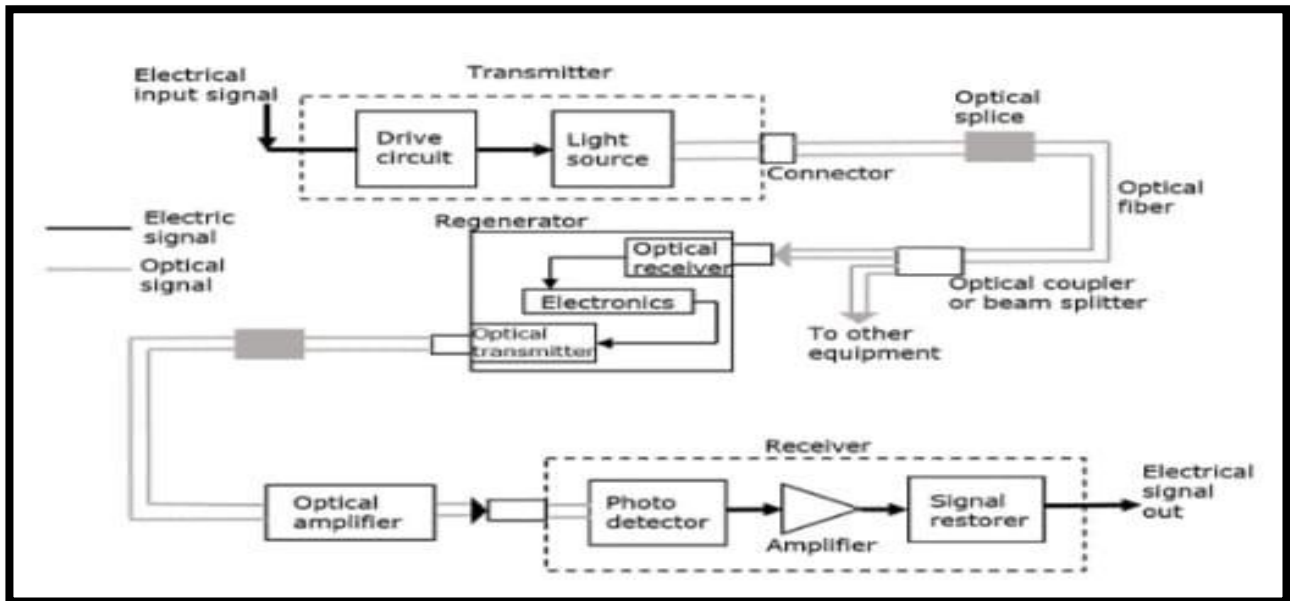 Electrical
input signal
Transmitter
Drive
circuit
Light
source
Connector
Optical
splice
Optical
fiber
Electric
signal
Optical
signal
Regenerator
Optical
receiver
Electronics
Optical
transmitter
Optical coupler
or beam splitter
To other
equipment
Receiver
Optical
amplifier
Photo
detector
Amplifier
Signal
restorer
Electrical
signal
out